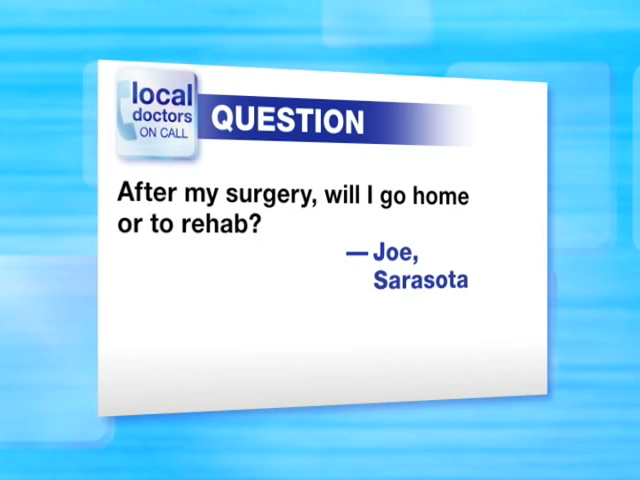 local
doctors
ON CALL
QUESTION
After my surgery, will I go home
or to rehab?
— Joe,
Sarasota